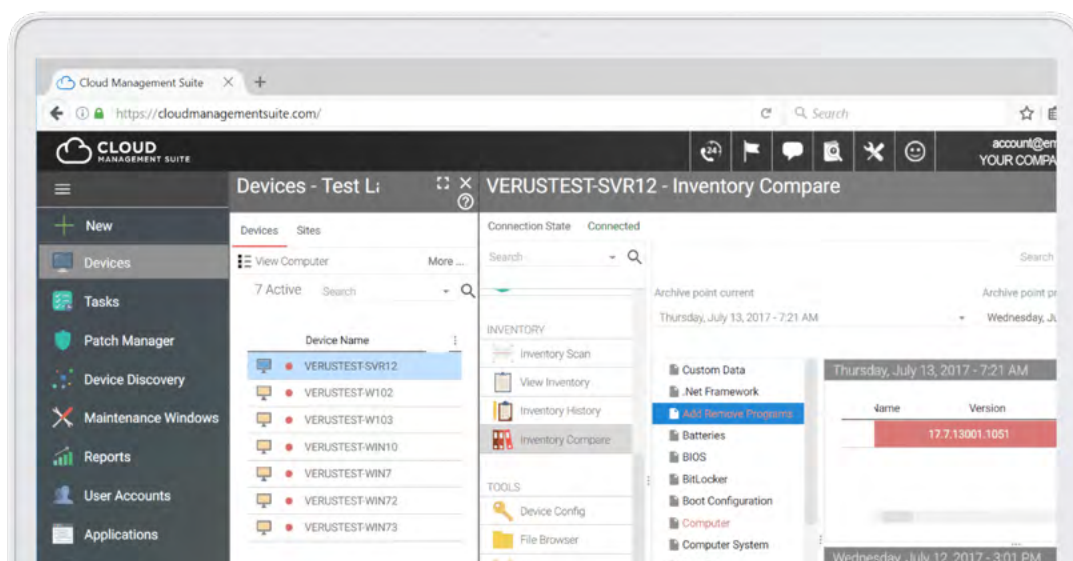 Cloud Management Suite
https://cloudmanagementsuite.com/
Search
CLOUD
MANAGEMENT SUITE
24
account@em
YOUR COMPA
Devices - Test La
VERUSTEST-SVR12 - Inventory Compare
New
Devices
Tasks
Patch Manager
Device Discovery
Maintenance Windows
Reports
User Accounts
Applications
Devices Sites
View Computer More ...
7 Active Search
Device Name
VERUSTEST-SVR12
VERUSTEST-W102
VERUSTEST-W103
VERUSTEST-WIN10
VERUSTEST-WIN7
VERUSTEST-WIN72
VERUSTEST-WIN73
Connection State Connected
Search
INVENTORY
Inventory Scan
View Inventory
Inventory History
Inventory Compare
TOOLS
Device Config
File Browser
Search
Archive point current
Thursday, July 13, 2017 - 7:21 AM
Archive point pr
Wednesday, Ju
Custom Data
.Net Framework
Add Remove Programs
Batteries
BIOS
BitLocker
Boot Configuration
Computer
Computer System
Thursday, July 13, 2017 - 7:21 AM
Name Version
17.7.13001.1051
Wednesday, July 12, 2017 - 3:01 PM